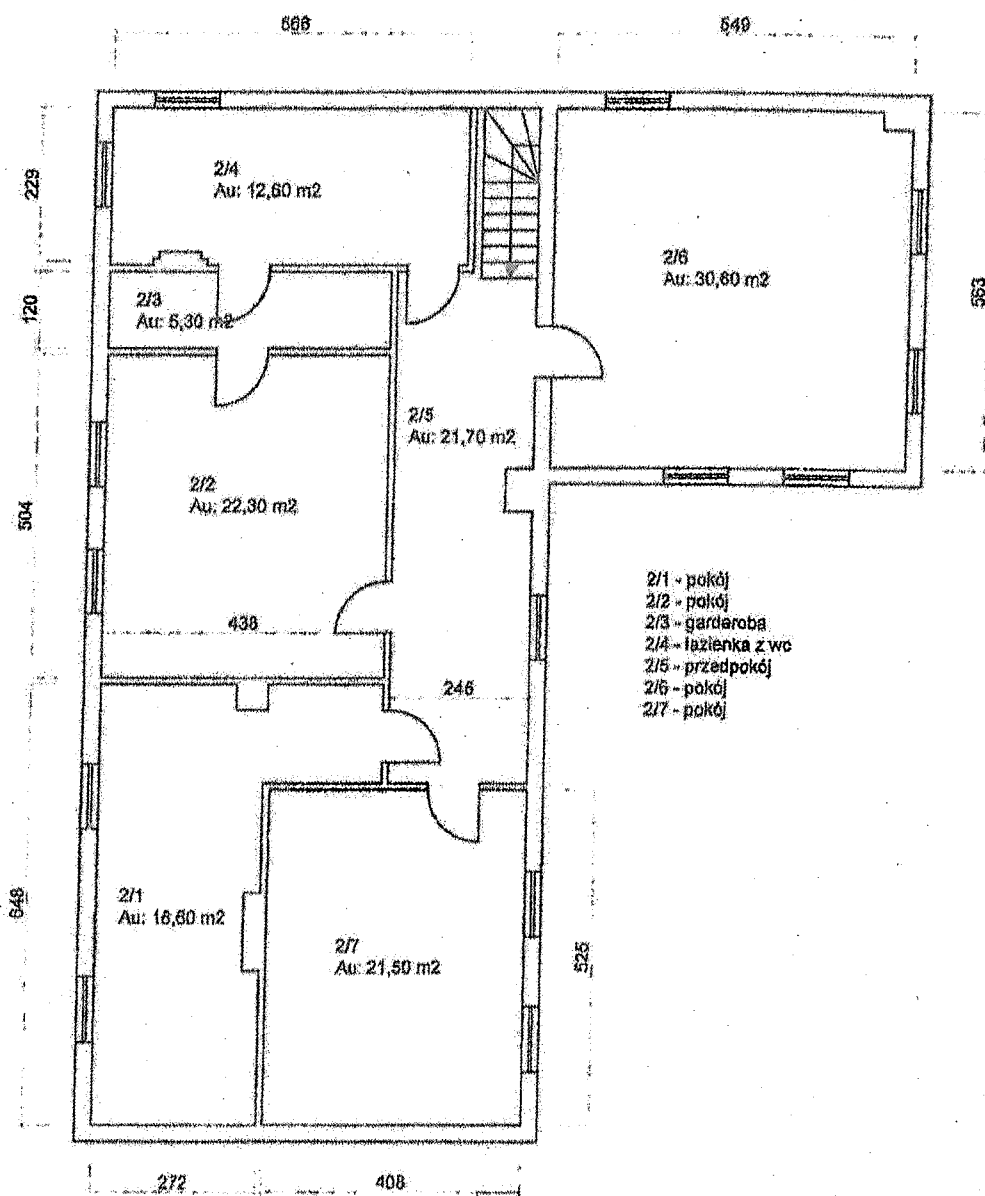 566
549
229
2/4
Au: 12,60 m2
2/6
Au: 30,60 m2
563
120
2/3
Au: 5,30 m2
2/5
Au: 21,70 m2
2/2
Au: 22,30 m2
504
438
246
2/1 - pokój
2/2 - pokój
2/3 - garderoba
2/4 - łazienka z wc
2/5 - przedpokój
2/6 - pokój
2/7 - pokój
648
2/1
Au: 16,60 m2
2/7
Au: 21,50 m2
525
272
408